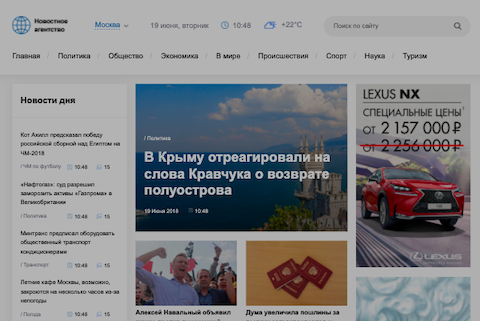 Новостное
агентство
Москва
19 июня, вторник
10:48
+22°C
Поиск по сайту
Главная
Политика
Общество
Экономика
В мире
Происшествия
Спорт
Наука
Туризм
Новости дня
Кот Ахилл предсказал победу
российской сборной над Египтом на
ЧМ-2018
/ ЧМ по футболу 10:48 15
«Нафтогаз»: суд разрешил
заморозить активы «Газпрома» в
Великобритании
/ Политика 10:48 15
Минтранс предписал оборудовать
общественный транспорт
кондиционерами
/ Транспорт 10:48 15
Летние кафе Москвы, возможно,
закроются на несколько часов из-за
непогоды
/ Погода 10:48 15
/ Политика
В Крыму отреагировали на
слова Кравчука о возврате
полуострова
19 Июня 2018 10:48
Алексей Навальный объявил
Дума увеличила пошлины за
LEXUS NX
СПЕЦИАЛЬНЫЕ ЦЕНЫ
ОТ 2 157 000 ₽
ОТ 2 256 000 ₽
LEXUS